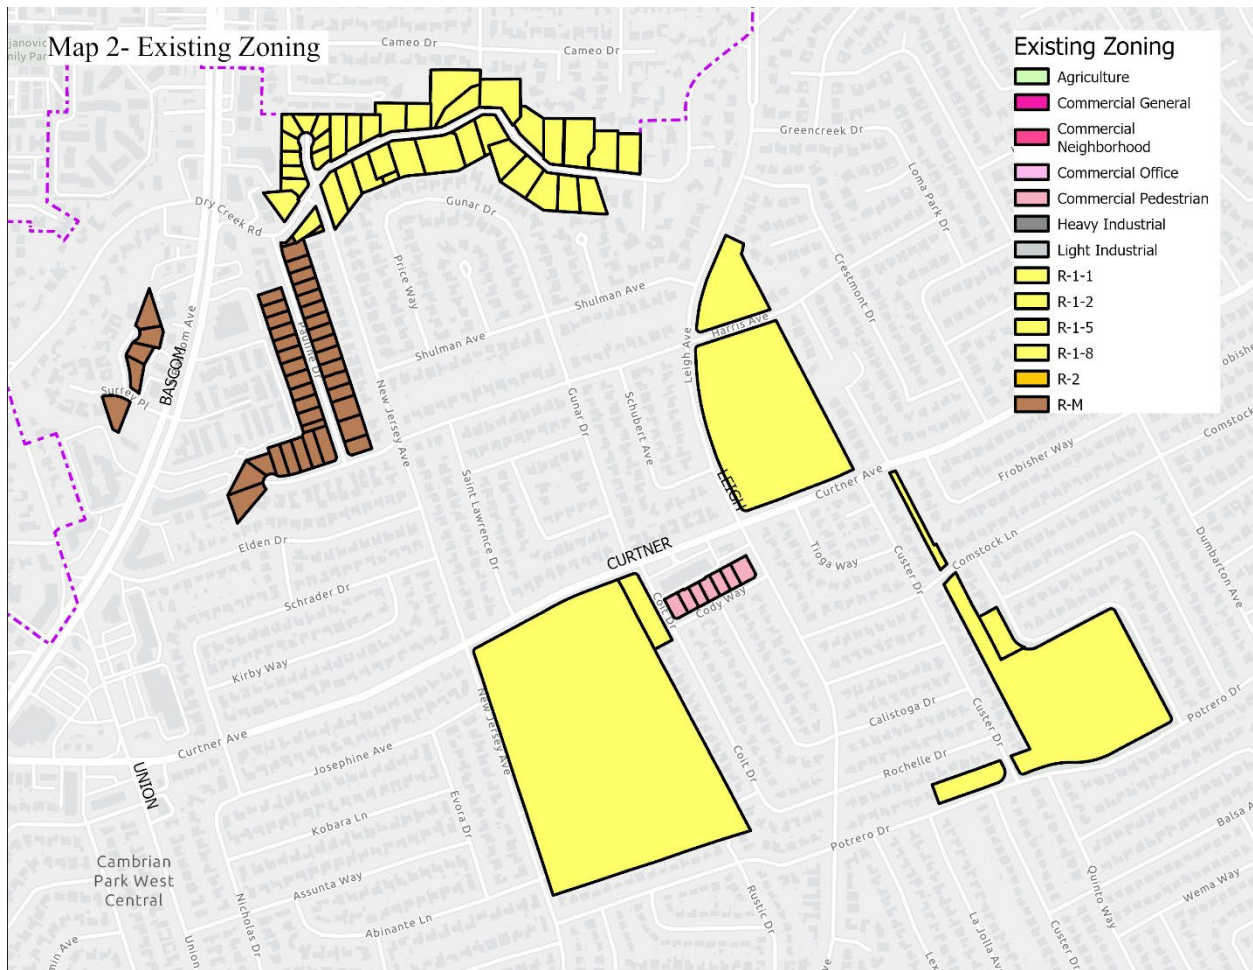 Map 2- Existing Zoning
Cameo Dr
Cameo Dr
Existing Zoning
Agriculture
Commercial General
Commercial
Neighborhood
Commercial Office
Commercial Pedestrian
Heavy Industrial
Light Industrial
R-1-1
R-1-2
R-1-5
R-1-8
R-2
R-M
Greencreek Dr
Loma Park Dr
Dry Creek Rd
Gunar Dr
Price Way
Crestmont Dr
Shulman Ave
Shulman Ave
Harris Ave
Leigh Ave
Pauline Dr
BASCOM
Surrey Pl
New Jersey Ave
Gunar Dr
Schubert Ave
Comstock
Frobisher Way
LEIGH
Curtner Ave
Saint Lawrence Dr
Elden Dr
CURTNER
Tioga Way
Custer Dr
Comstock Ln
Dumbarton Ave
Schrader Dr
Coit Dr
Cody Way
Kirby Way
New Jersey Ave
Calistoga Dr
Custer Dr
Potrero Dr
Curtner Ave
Josephine Ave
Coit Dr
Rochelle Dr
UNION
Evora Dr
Kobara Ln
Potrero Dr
Balsa A
Cambrian
Park West
Central
Assunta Way
Nicholas Dr
Abinante Ln
Rustic Dr
Quinto Way
Wema Way
La Jolla Ave
Custer Dr
Union